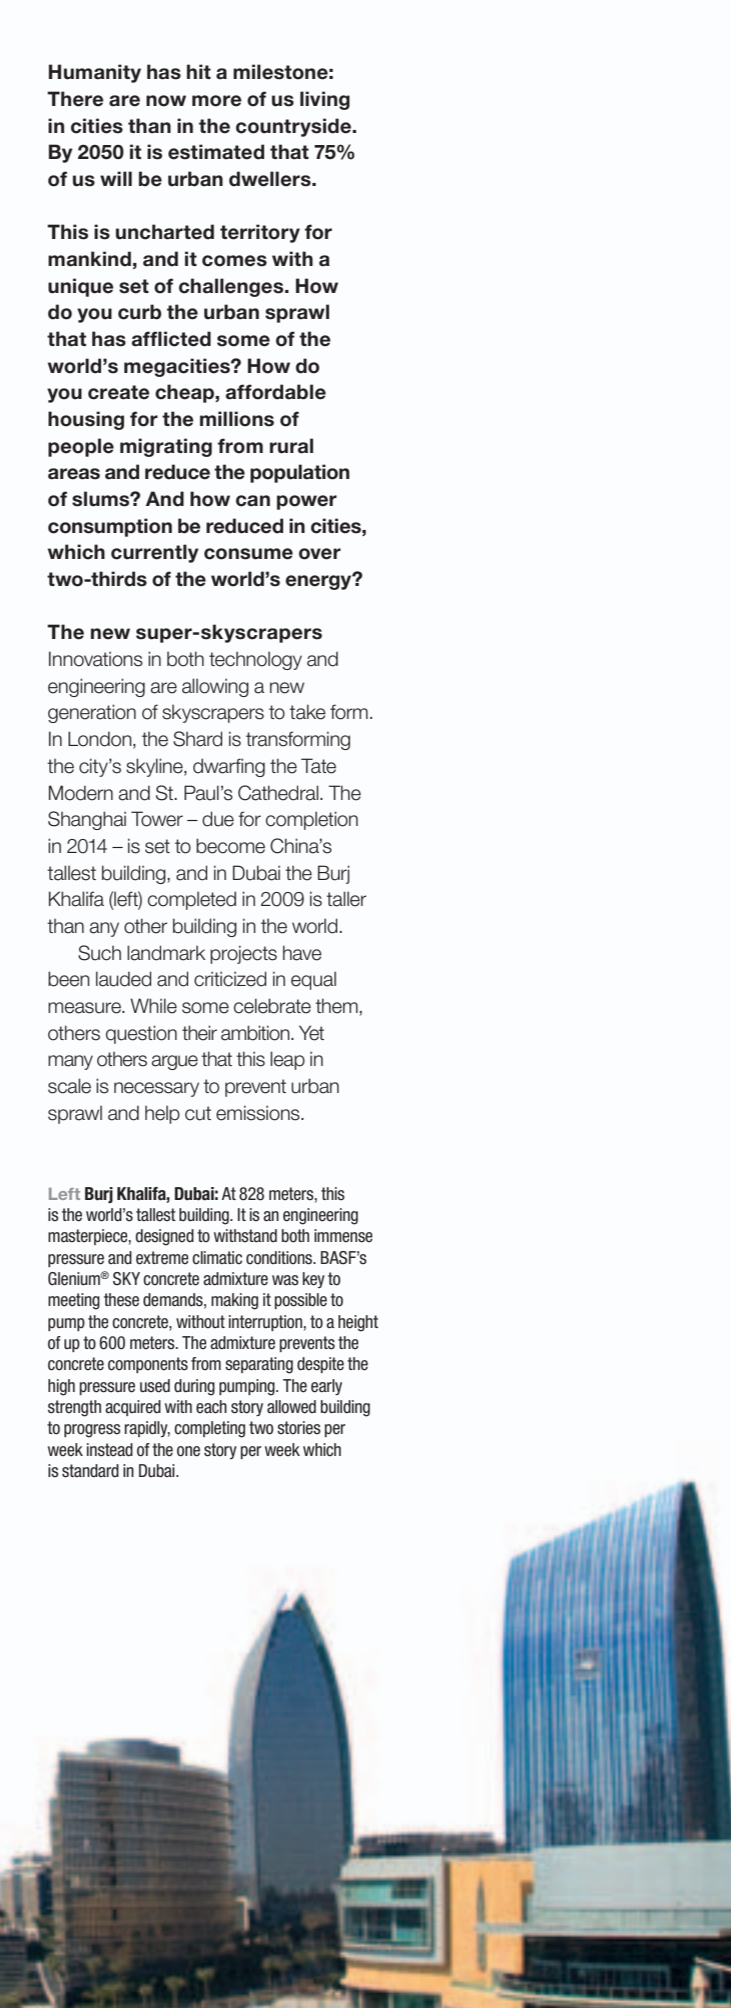 Humanity has hit a milestone:
There are now more of us living
in cities than in the countryside.
By 2050 it is estimated that 75%
of us will be urban dwellers.
This is uncharted territory for
mankind, and it comes with a
unique set of challenges. How
do you curb the urban sprawl
that has afflicted some of the
world’s megacities? How do
you create cheap, affordable
housing for the millions of
people migrating from rural
areas and reduce the population
of slums? And how can power
consumption be reduced in cities,
which currently consume over
two-thirds of the world’s energy?
The new super-skyscrapers
Innovations in both technology and
engineering are allowing a new
generation of skyscrapers to take form.
In London, the Shard is transforming
the city’s skyline, dwarfing the Tate
Modern and St. Paul’s Cathedral. The
Shanghai Tower – due for completion
in 2014 – is set to become China’s
tallest building, and in Dubai the Burj
Khalifa (left) completed in 2009 is taller
than any other building in the world.
Such landmark projects have
been lauded and criticized in equal
measure. While some celebrate them,
others question their ambition. Yet
many others argue that this leap in
scale is necessary to prevent urban
sprawl and help cut emissions.
Left Burj Khalifa, Dubai: At 828 meters, this
is the world’s tallest building. It is an engineering
masterpiece, designed to withstand both immense
pressure and extreme climatic conditions. BASF’s
Glenium® SKY concrete admixture was key to
meeting these demands, making it possible to
pump the concrete, without interruption, to a height
of up to 600 meters. The admixture prevents the
concrete components from separating despite the
high pressure used during pumping. The early
strength acquired with each story allowed building
to progress rapidly, completing two stories per
week instead of the one story per week which
is standard in Dubai.